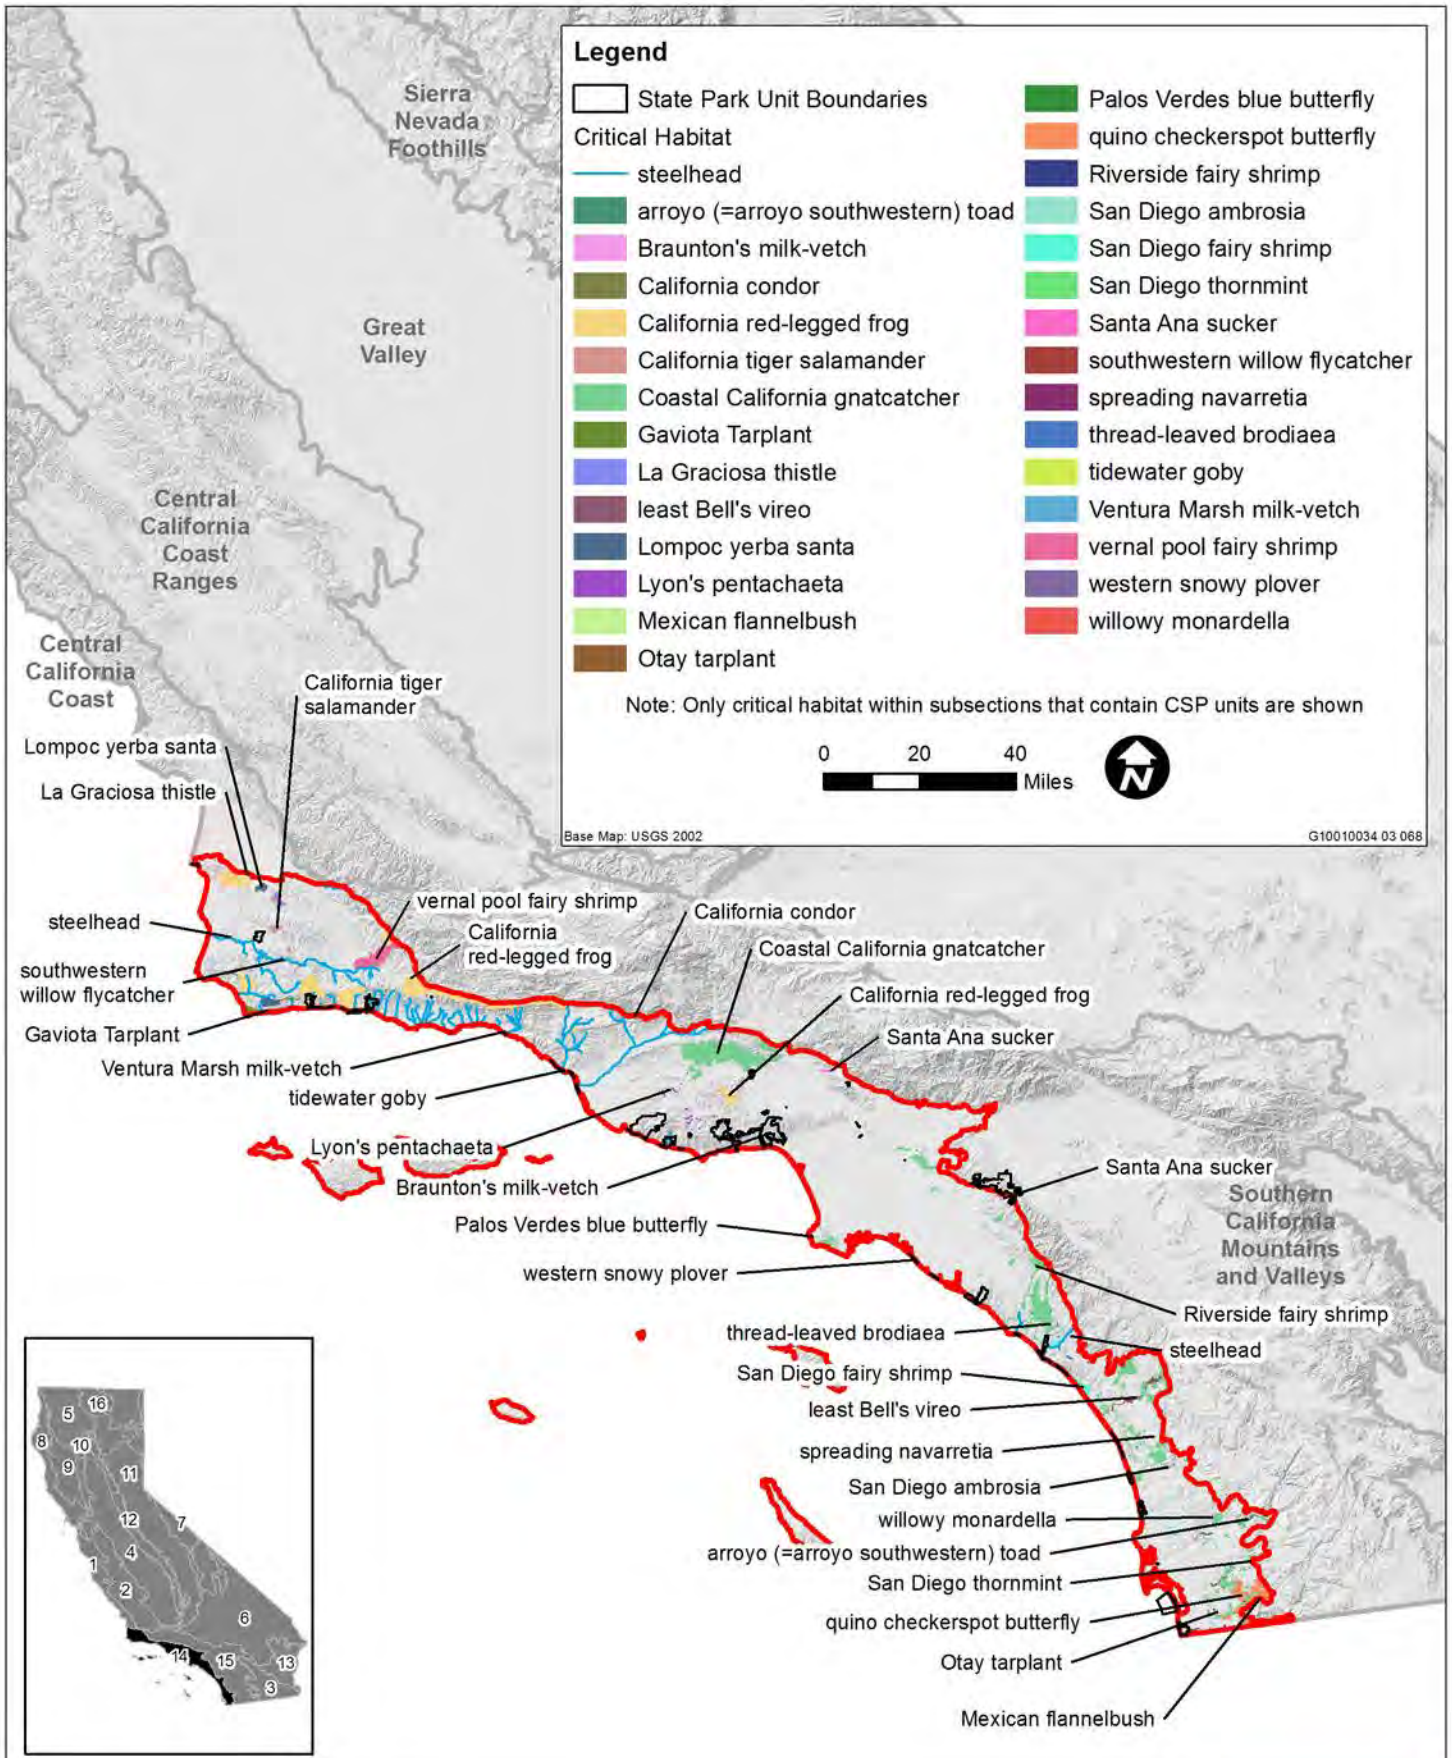 Legend
State Park Unit Boundaries
Critical Habitat
steelhead
arroyo (=arroyo southwestern) toad
Braunton's milk-vetch
California condor
California red-legged frog
California tiger salamander
Coastal California gnatcatcher
Gaviota Tarplant
La Graciosa thistle
least Bell's vireo
Lompoc yerba santa
Lyon's pentachaeta
Mexican flannelbush
Otay tarplant
Palos Verdes blue butterfly
quino checkerspot butterfly
Riverside fairy shrimp
San Diego ambrosia
San Diego fairy shrimp
San Diego thornmint
Santa Ana sucker
southwestern willow flycatcher
spreading navarretia
thread-leaved brodiaea
tidewater goby
Ventura Marsh milk-vetch
vernal pool fairy shrimp
western snowy plover
willowy monardella
Note: Only critical habitat within subsections that contain CSP units are shown
0 20 40
Miles
N
Base Map: USGS 2002
G10010034 03 068
Sierra
Nevada
Foothills
Great
Valley
Central
California
Coast
Ranges
Central
California
Coast
California tiger
salamander
Lompoc yerba santa
La Graciosa thistle
vernal pool fairy shrimp
California
red-legged frog
California condor
Coastal California gnatcatcher
steelhead
southwestern
willow flycatcher
California red-legged frog
Gaviota Tarplant
Santa Ana sucker
Ventura Marsh milk-vetch
tidewater goby
Lyon's pentachaeta
Braunton's milk-vetch
Santa Ana sucker
Southern
California
Mountains
and Valleys
Palos Verdes blue butterfly
western snowy plover
Riverside fairy shrimp
thread-leaved brodiaea
steelhead
San Diego fairy shrimp
least Bell's vireo
spreading navarretia
San Diego ambrosia
willowy monardella
arroyo (=arroyo southwestern) toad
San Diego thornmint
quino checkerspot butterfly
Otay tarplant
Mexican flannelbush
16
5
8
10
9
11
12
7
4
1
2
6
14
15
13
3